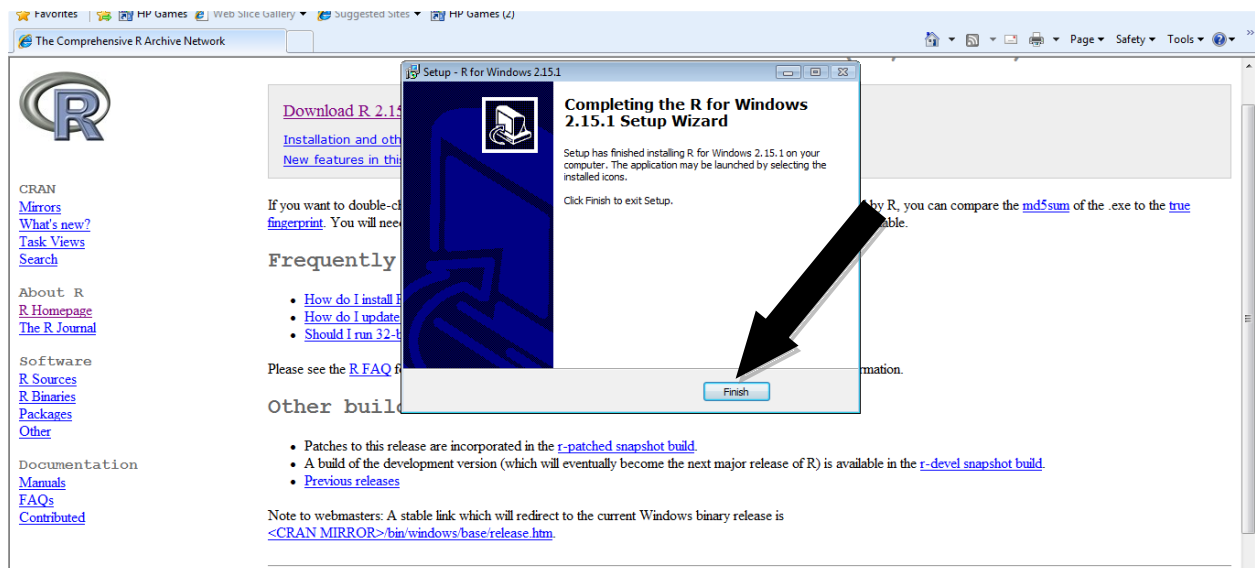 Favorites HP Games Web Slice Gallery Suggested Sites HP Games (2)
The Comprehensive R Archive Network
Page Safety Tools
R
CRAN
Mirrors
What's new?
Task Views
Search
About R
R Homepage
The R Journal
Software
R Sources
R Binaries
Packages
Other
Documentation
Manuals
FAQs
Contributed
Download R 2.15
Installation and oth
New features in this
If you want to double-c
by R, you can compare the md5sum of the .exe to the true
fingerprint. You will need
Frequently
How do I install
How do I update
Should I run 32-b
Please see the R FAQ
Other buil
Patches to this release are incorporated in the r-patched snapshot build.
A build of the development version (which will eventually become the next major release of R) is available in the r-devel snapshot build.
Previous releases
Note to webmasters: A stable link which will redirect to the current Windows binary release is
<CRAN MIRROR>/bin/windows/base/release.htm.
Setup - R for Windows 2.15.1
Completing the R for Windows
2.15.1 Setup Wizard
Setup has finished installing R for Windows 2.15.1 on your
computer. The application may be launched by selecting the
installed icons.
Click Finish to exit Setup.
Finish